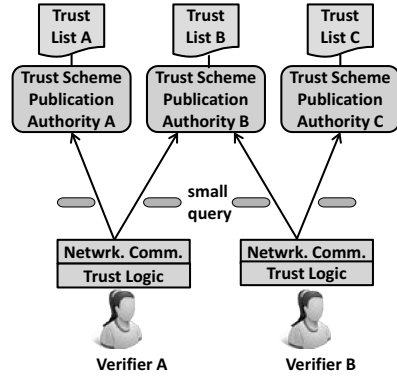 Trust
List A
Trust
List B
Trust
List C
Trust Scheme
Publication
Authority A
Trust Scheme
Publication
Authority B
Trust Scheme
Publication
Authority C
small
query
Netwrk. Comm.
Trust Logic
Netwrk. Comm.
Trust Logic
Verifier A
Verifier B